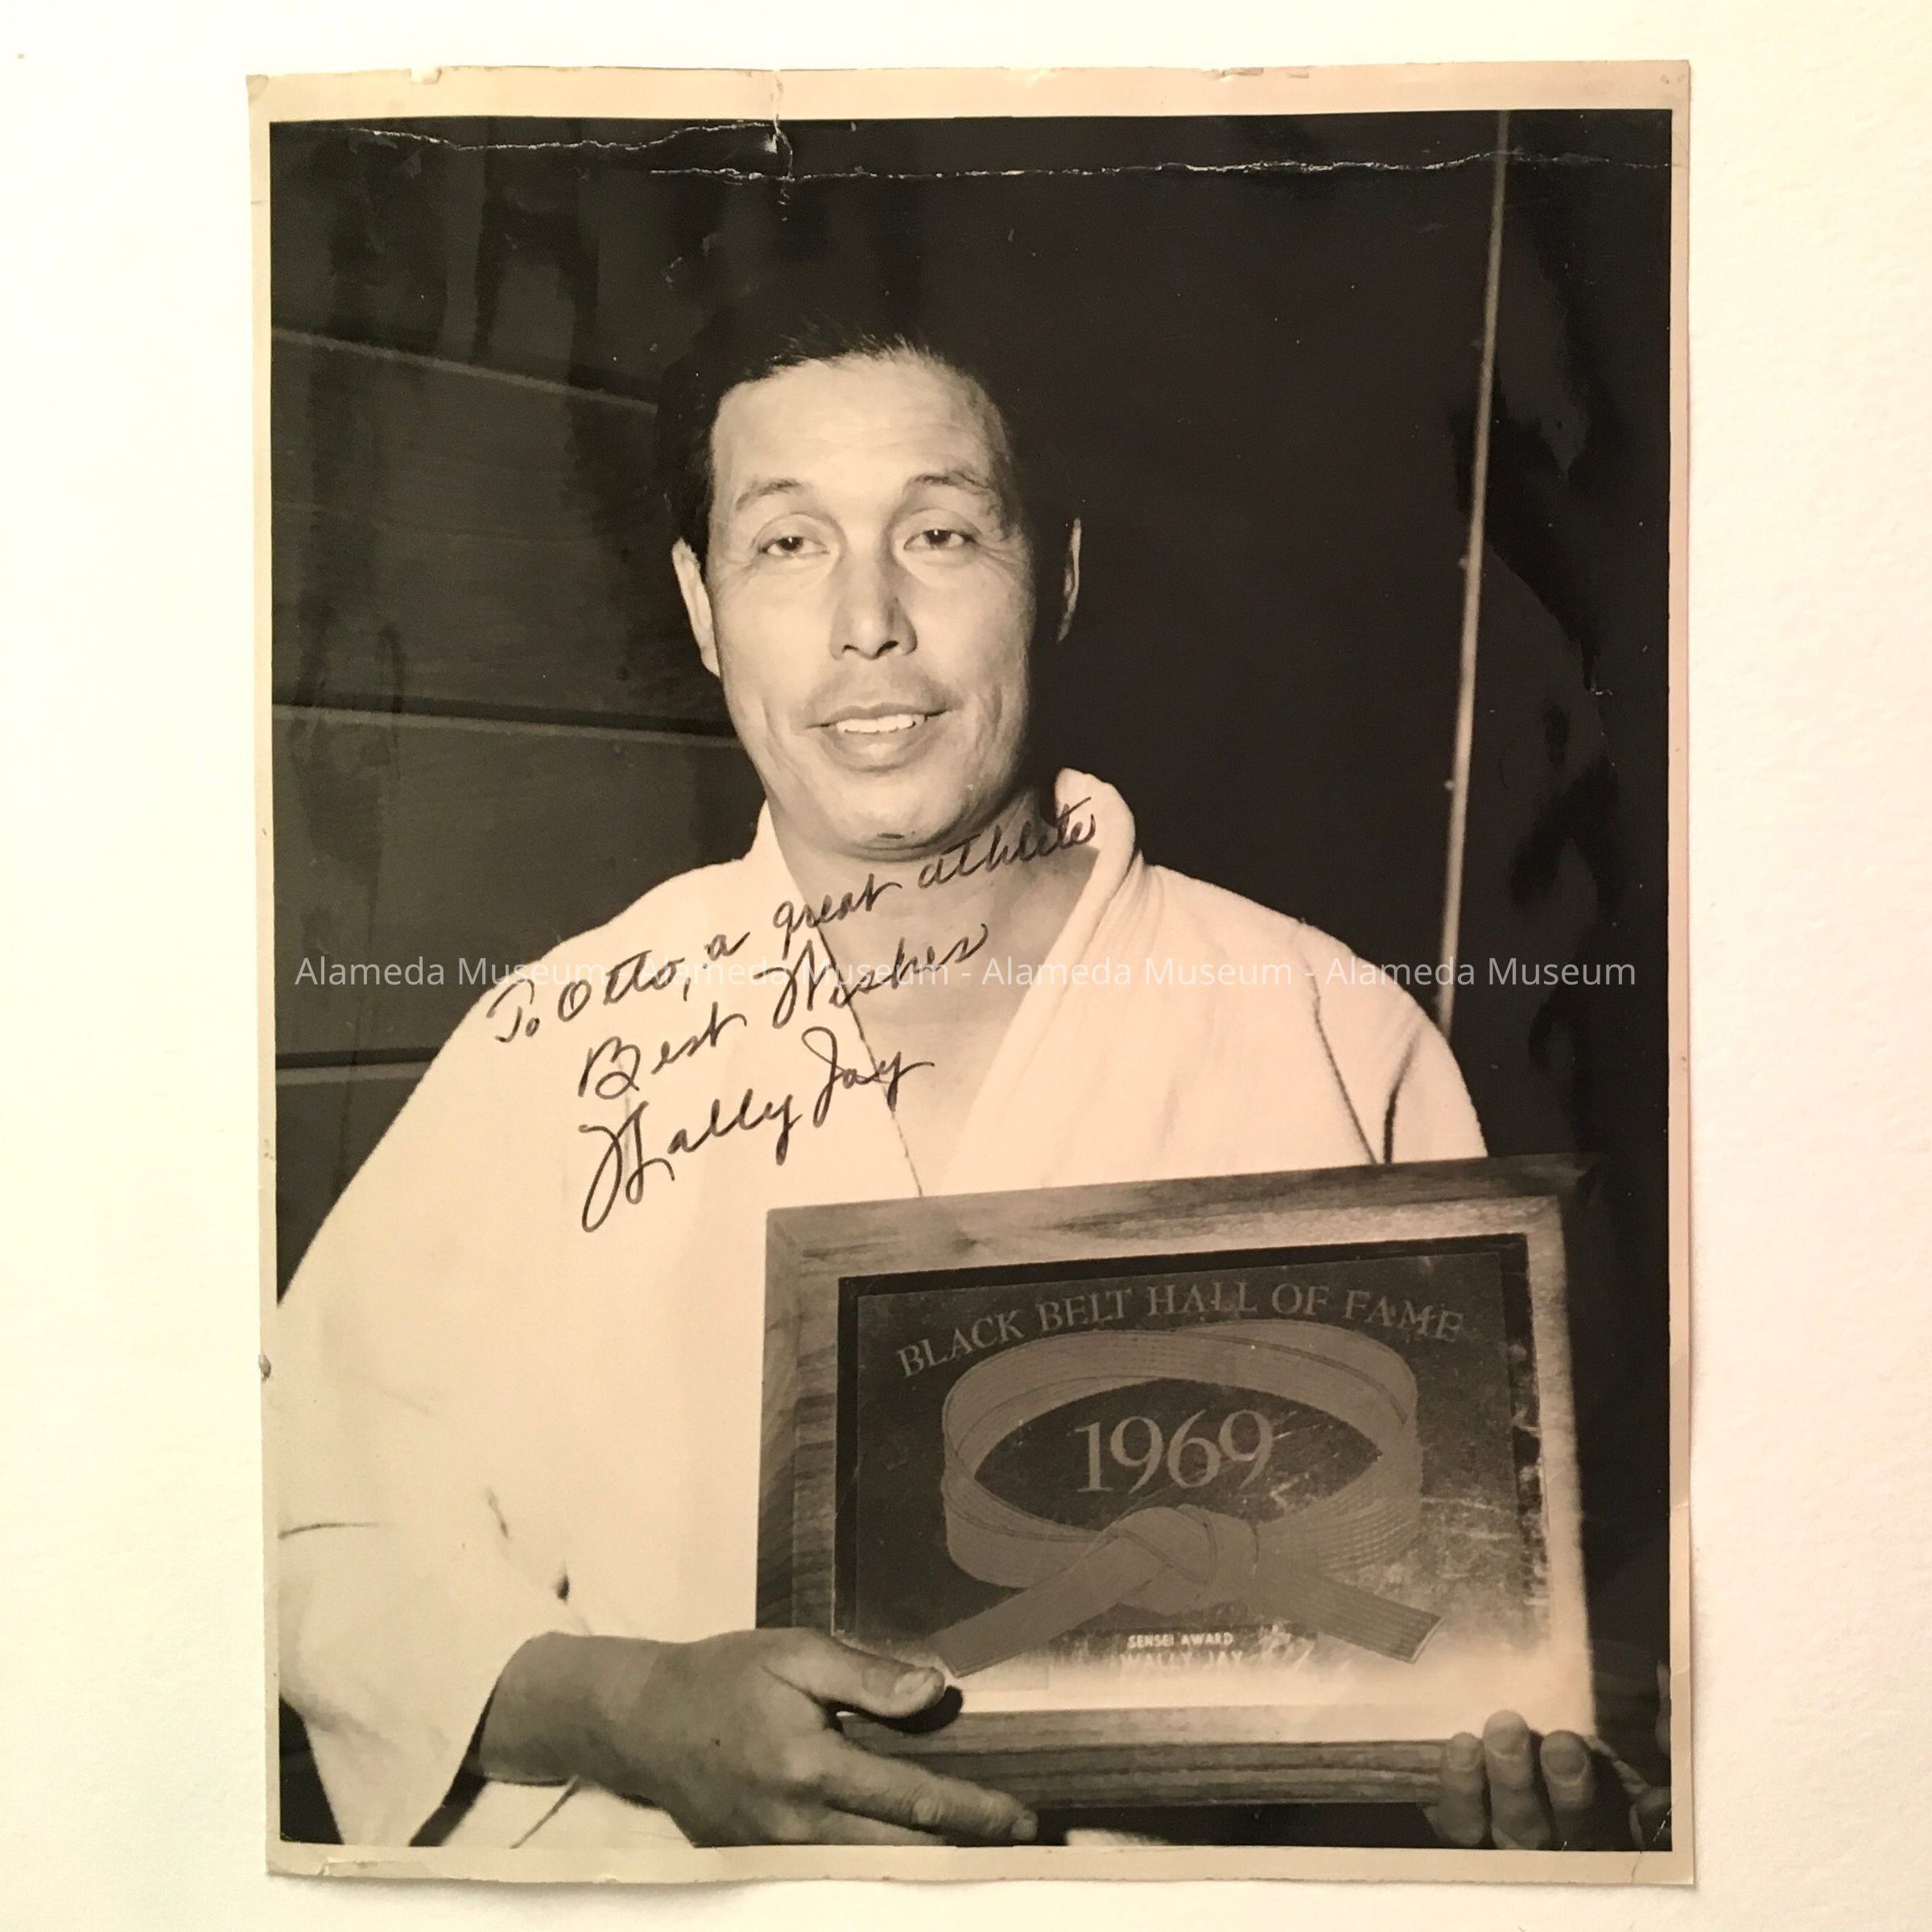 To Otto, a great athlete
Best Wishes
Wally Jay
Alameda Museum - Alameda Museum - Alameda Museum - Alameda Museum
BLACK BELT HALL OF FAME
1969
SENSEI AWARD
WALLY JAY